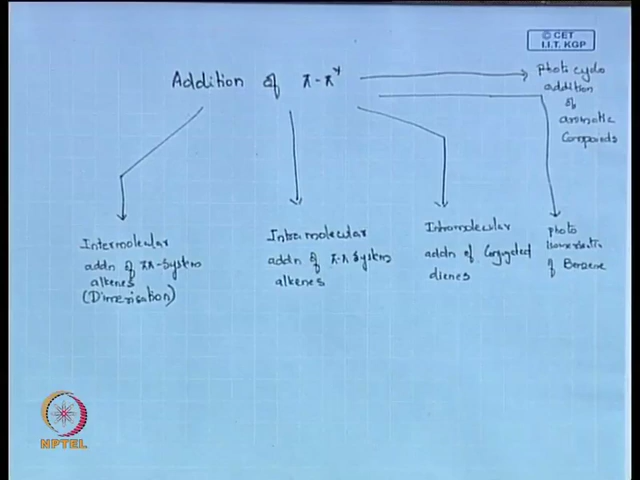 © CET
I.I.T. KGP
Addition of π-π*
Photo cyclo
addition
of
aromatic
Compounds
Intermolecular
addn of ππ-System
alkenes
(Dimerisation)
Intramolecular
addn of π-π System
alkenes
Intramolecular
addn of Conjugated
dienes
photo
Isomerisation
of Benzene
NPTEL